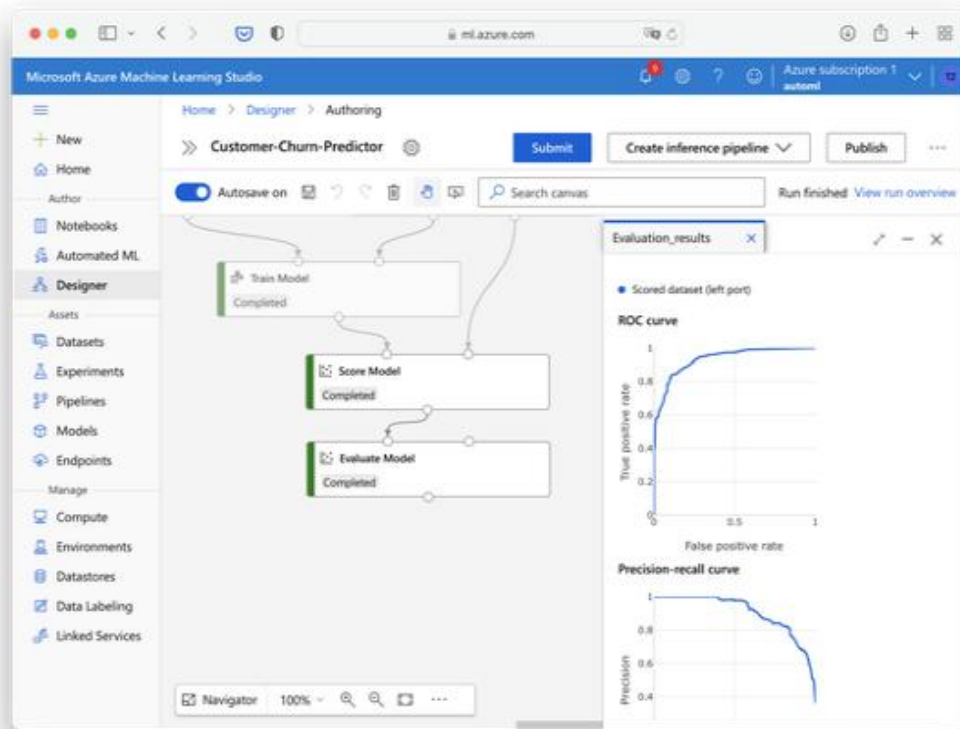 ml.azure.com
Microsoft Azure Machine Learning Studio
Azure subscription 1
automl
Home > Designer > Authoring
Customer-Churn-Predictor
Submit
Create inference pipeline
Publish
Autosave on
Search canvas
Run finished
View run overview
New
Home
Author
Notebooks
Automated ML
Designer
Assets
Datasets
Experiments
Pipelines
Models
Endpoints
Manage
Compute
Environments
Datastores
Data Labeling
Linked Services
Train Model
Completed
Score Model
Completed
Evaluate Model
Completed
Navigator
100%
Evaluation_results
Scored dataset (left port)
ROC curve
1
0.8
0.6
0.4
0.2
0
True positive rate
0
0.5
1
False positive rate
Precision-recall curve
1
0.8
0.6
0.4
Precision